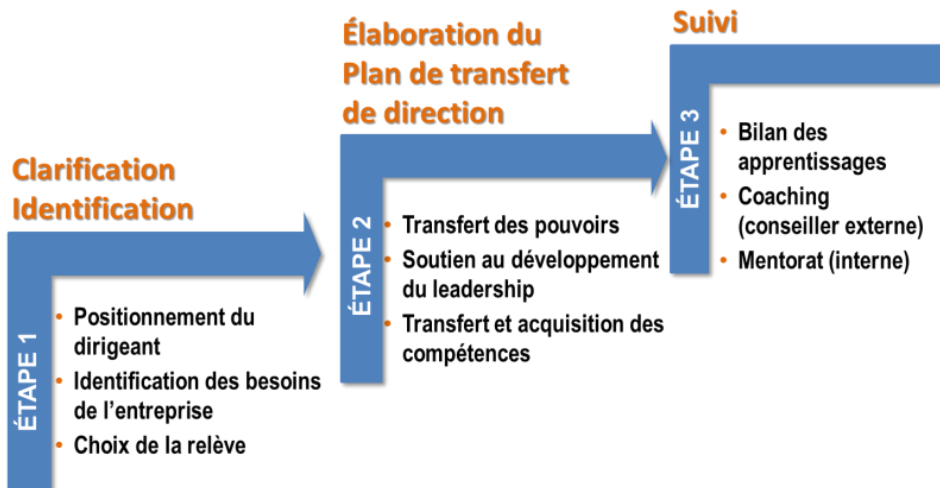 Clarification
Identification
ÉTAPE 1
• Positionnement du
dirigeant
• Identification des besoins
de l’entreprise
• Choix de la relève
Élaboration du
Plan de transfert
de direction
ÉTAPE 2
• Transfert des pouvoirs
• Soutien au développement
du leadership
• Transfert et acquisition des
compétences
Suivi
ÉTAPE 3
• Bilan des
apprentissages
• Coaching
(conseiller externe)
• Mentorat (interne)